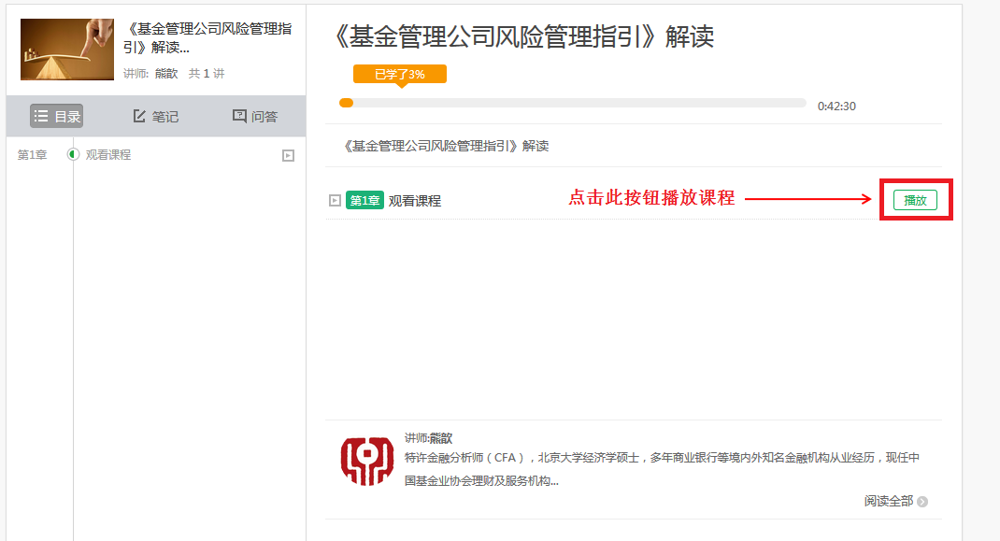 《基金管理公司风险管理指
引》解读...
讲师: 熊歆 共 1 讲
目录
笔记
问答
第1章
观看课程
《基金管理公司风险管理指引》解读
已学了3%
0:42:30
《基金管理公司风险管理指引》解读
第1章 观看课程
点击此按钮播放课程
播放
讲师:熊歆
特许金融分析师（CFA），北京大学经济学硕士，多年商业银行等境内外知名金融机构从业经历，现任中
国基金业协会理财及服务机构...
阅读全部